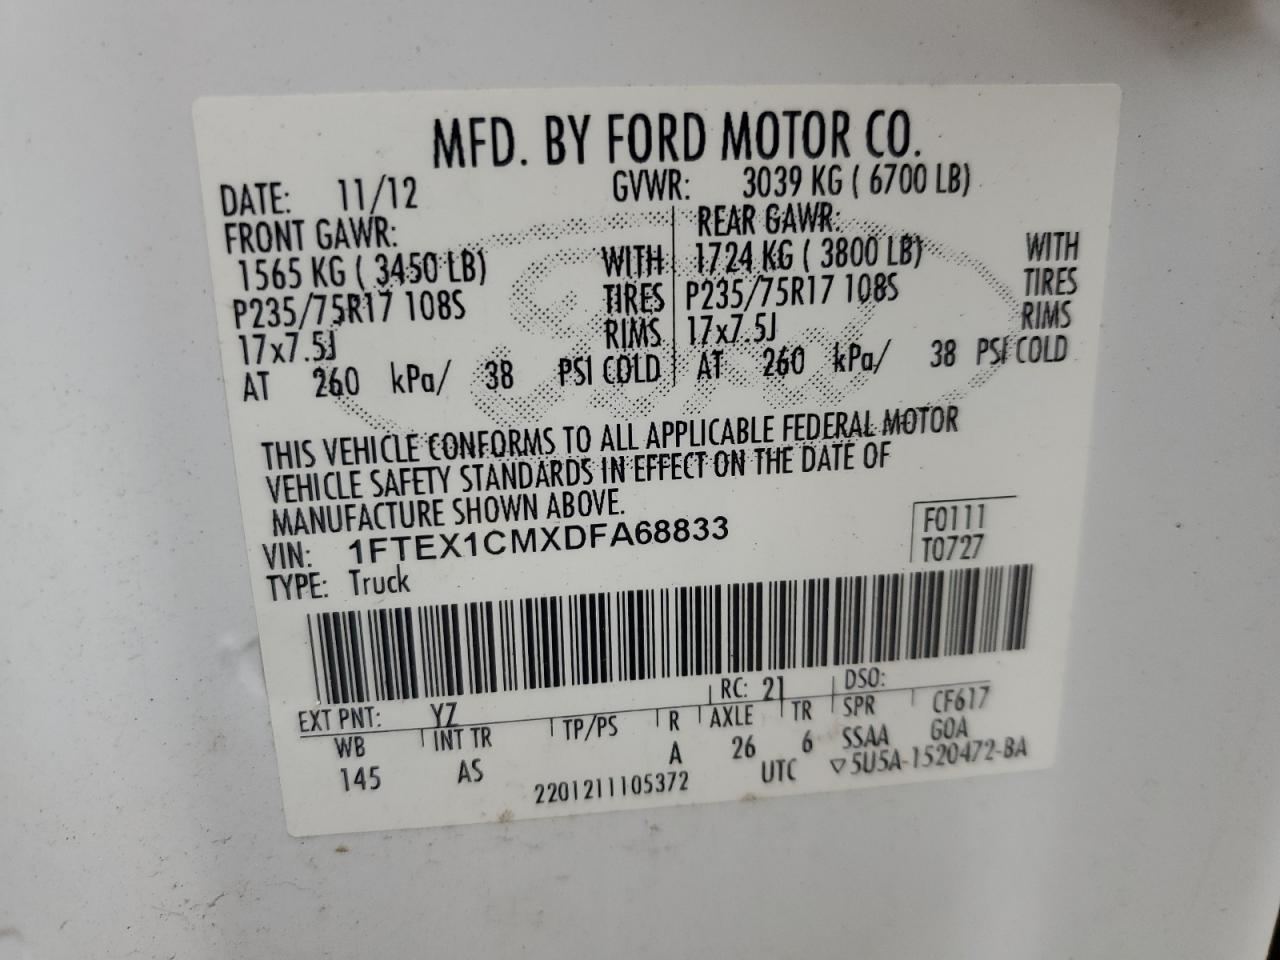 MFD. BY FORD MOTOR CO.
DATE: 11/12 GVWR: 3039 KG ( 6700 LB)
FRONT GAWR: REAR GAWR:
1565 KG ( 3450 LB) WITH 1724 KG ( 3800 LB) WITH
P235/75R17 108S TIRES P235/75R17 108S TIRES
17x7.5J RIMS 17x7.5J RIMS
AT 260 kPa/ 38 PSI COLD AT 260 kPa/ 38 PSI COLD
THIS VEHICLE CONFORMS TO ALL APPLICABLE FEDERAL MOTOR
VEHICLE SAFETY STANDARDS IN EFFECT ON THE DATE OF
MANUFACTURE SHOWN ABOVE.
VIN: 1FTEX1CMXDFA68833 F0111
TYPE: Truck T0727
EXT PNT: YZ RC: 21 DSO:
WB INT TR TP/PS R AXLE TR SPR CF617
145 AS A 26 6 SSAA GOA
2201211105372 UTC ▽5U5A-1520472-BA